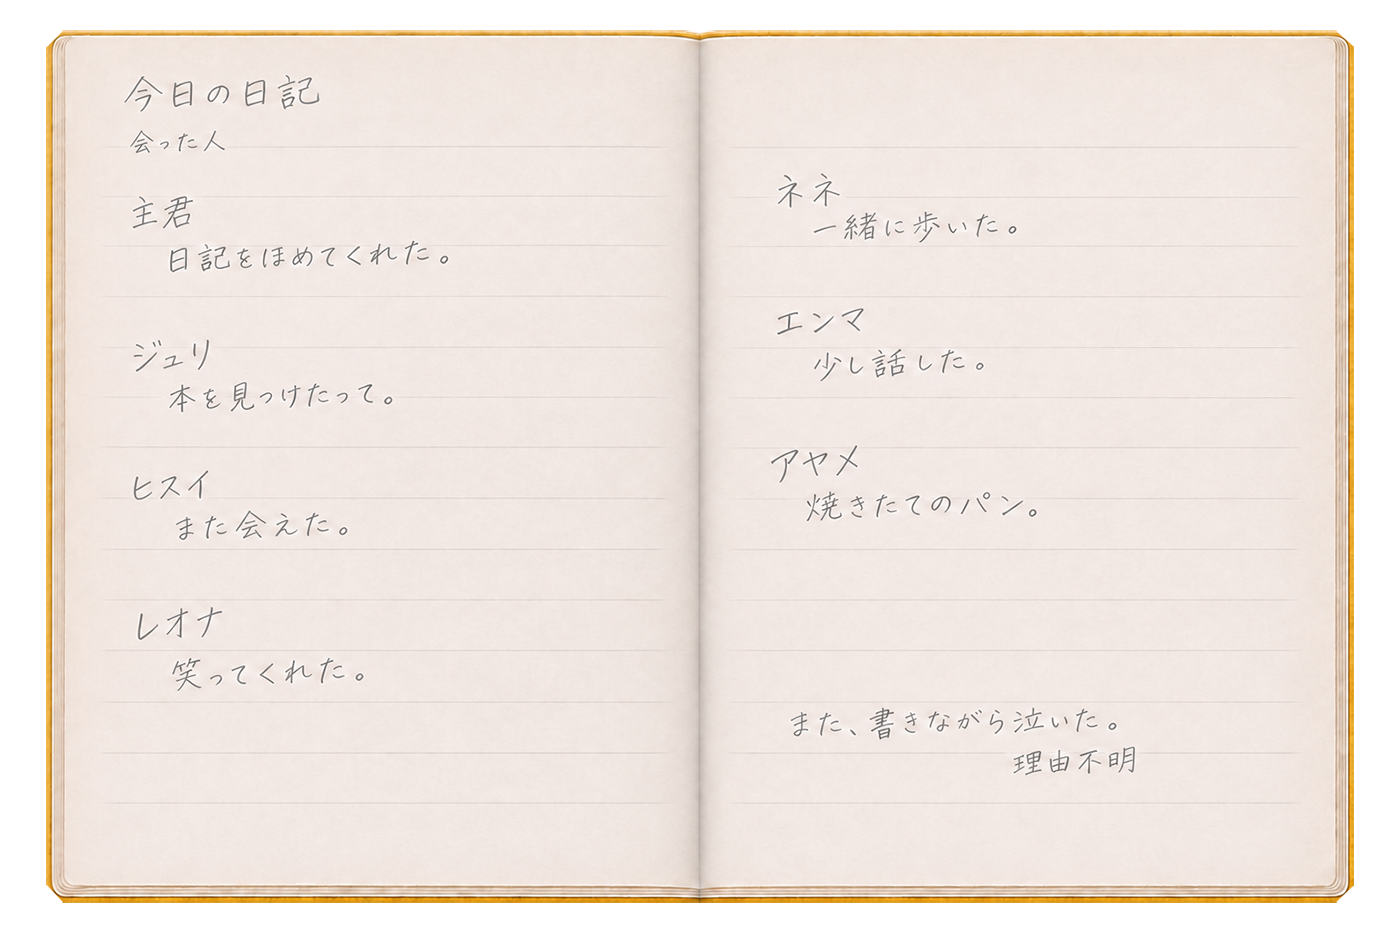 今日の日記
会った人
主君
日記をほめてくれた。
ジュリ
本を見つけたって。
ヒスイ
また会えた。
レオナ
笑ってくれた。
ネネ
一緒に歩いた。
エンマ
少し話した。
アヤメ
焼きたてのパン。
また、書きながら泣いた。
理由不明